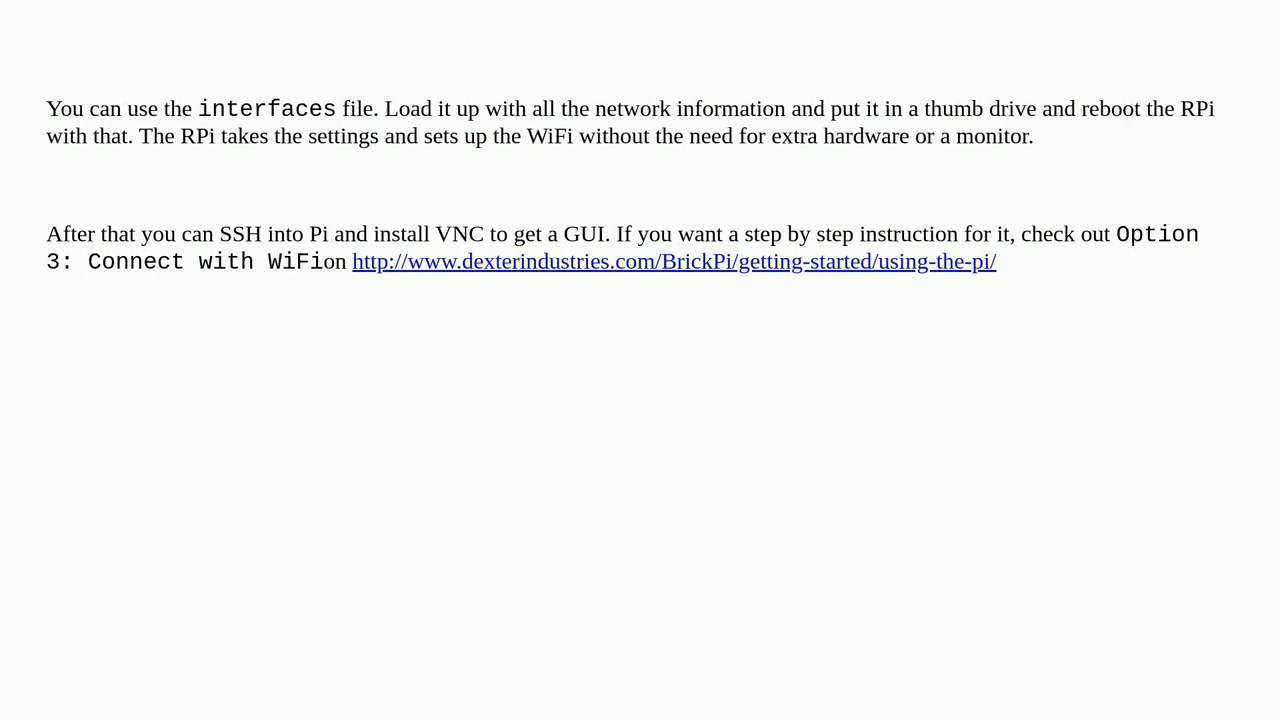 You can use the interfaces file. Load it up with all the network information and put it in a thumb drive and reboot the RPi
with that. The RPi takes the settings and sets up the WiFi without the need for extra hardware or a monitor.
After that you can SSH into Pi and install VNC to get a GUI. If you want a step by step instruction for it, check out Option
3: Connect with WiFion http://www.dexterindustries.com/BrickPi/getting-started/using-the-pi/